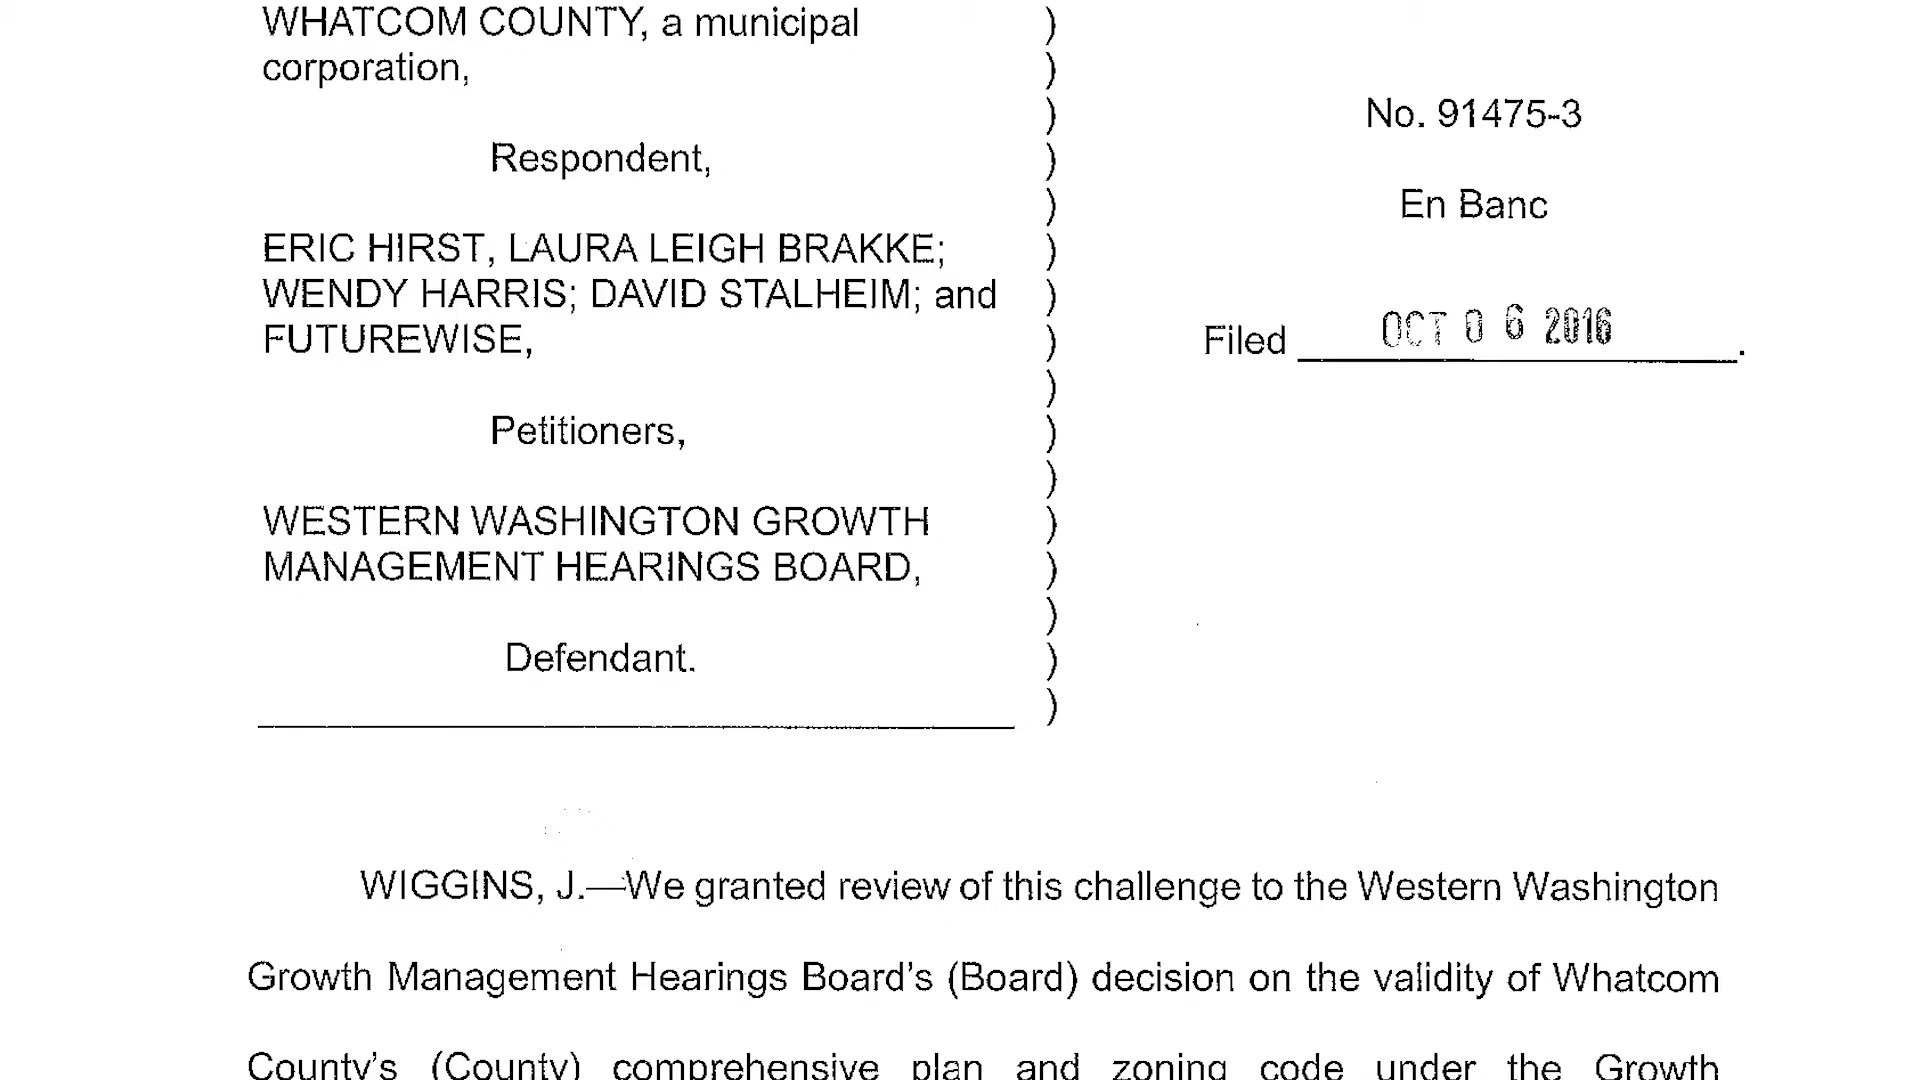 WHATCOM COUNTY, a municipal )
corporation, )
) No. 91475-3
Respondent, )
) En Banc
ERIC HIRST, LAURA LEIGH BRAKKE; )
WENDY HARRIS; DAVID STALHEIM; and )
FUTUREWISE, ) Filed OCT 06 2016.
)
Petitioners, )
)
WESTERN WASHINGTON GROWTH )
MANAGEMENT HEARINGS BOARD, )
)
Defendant. )
)
WIGGINS, J.—We granted review of this challenge to the Western Washington
Growth Management Hearings Board's (Board) decision on the validity of Whatcom
County's (County) comprehensive plan and zoning code under the Growth